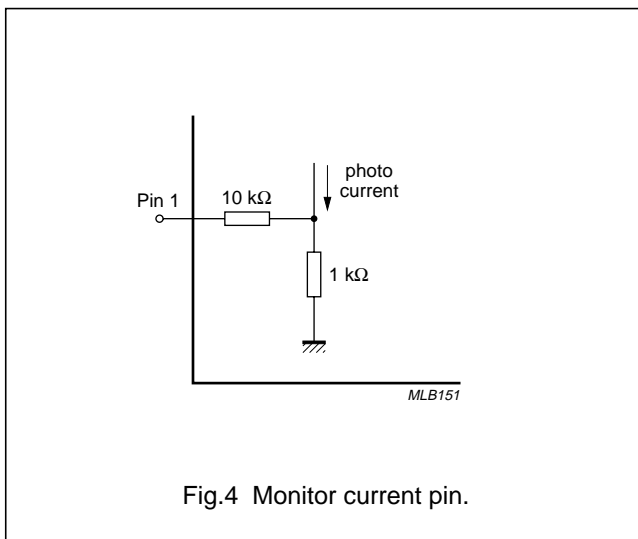 photo
current
Pin 1
10 kΩ
1 kΩ
MLB151
Fig.4 Monitor current pin.